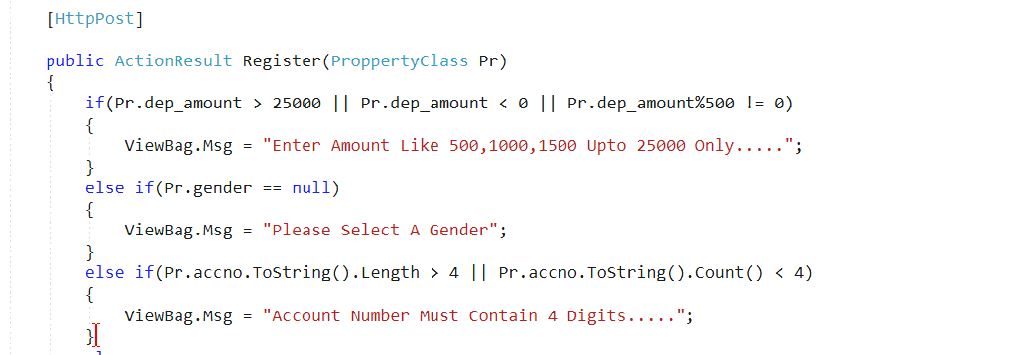 [HttpPost]
public ActionResult Register(ProppertyClass Pr)
{
if(Pr.dep_amount > 25000 || Pr.dep_amount < 0 || Pr.dep_amount%500 != 0)
{
ViewBag.Msg = "Enter Amount Like 500,1000,1500 Upto 25000 Only.....";
}
else if(Pr.gender == null)
{
ViewBag.Msg = "Please Select A Gender";
}
else if(Pr.accno.ToString().Length > 4 || Pr.accno.ToString().Count() < 4)
{
ViewBag.Msg = "Account Number Must Contain 4 Digits.....";
}